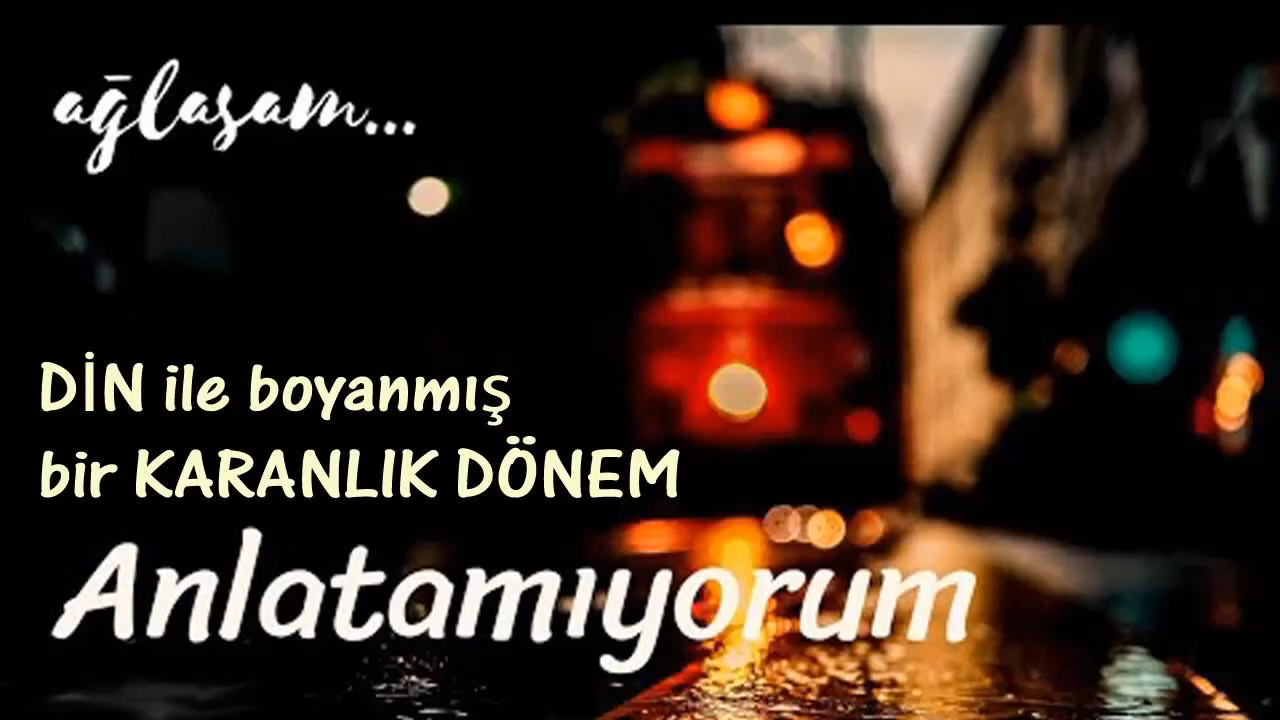 ağlasam...
DİN ile boyanmış
bir KARANLIK DÖNEM
Anlatamıyorum